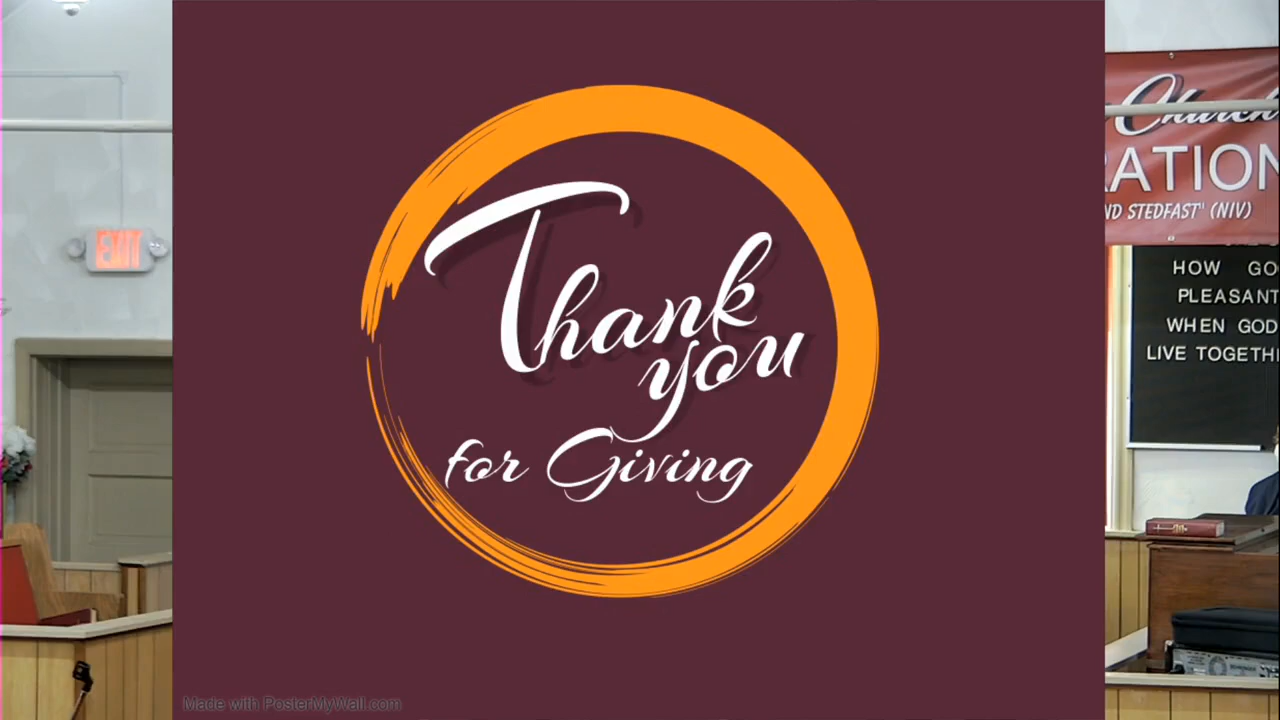 EXIT
Thank
you
for Giving
Made with PosterMyWall.com
Church
RATION
ND STEDFAST" (NIV)
HOW GO
PLEASANT
WHEN GOD
LIVE TOGETH